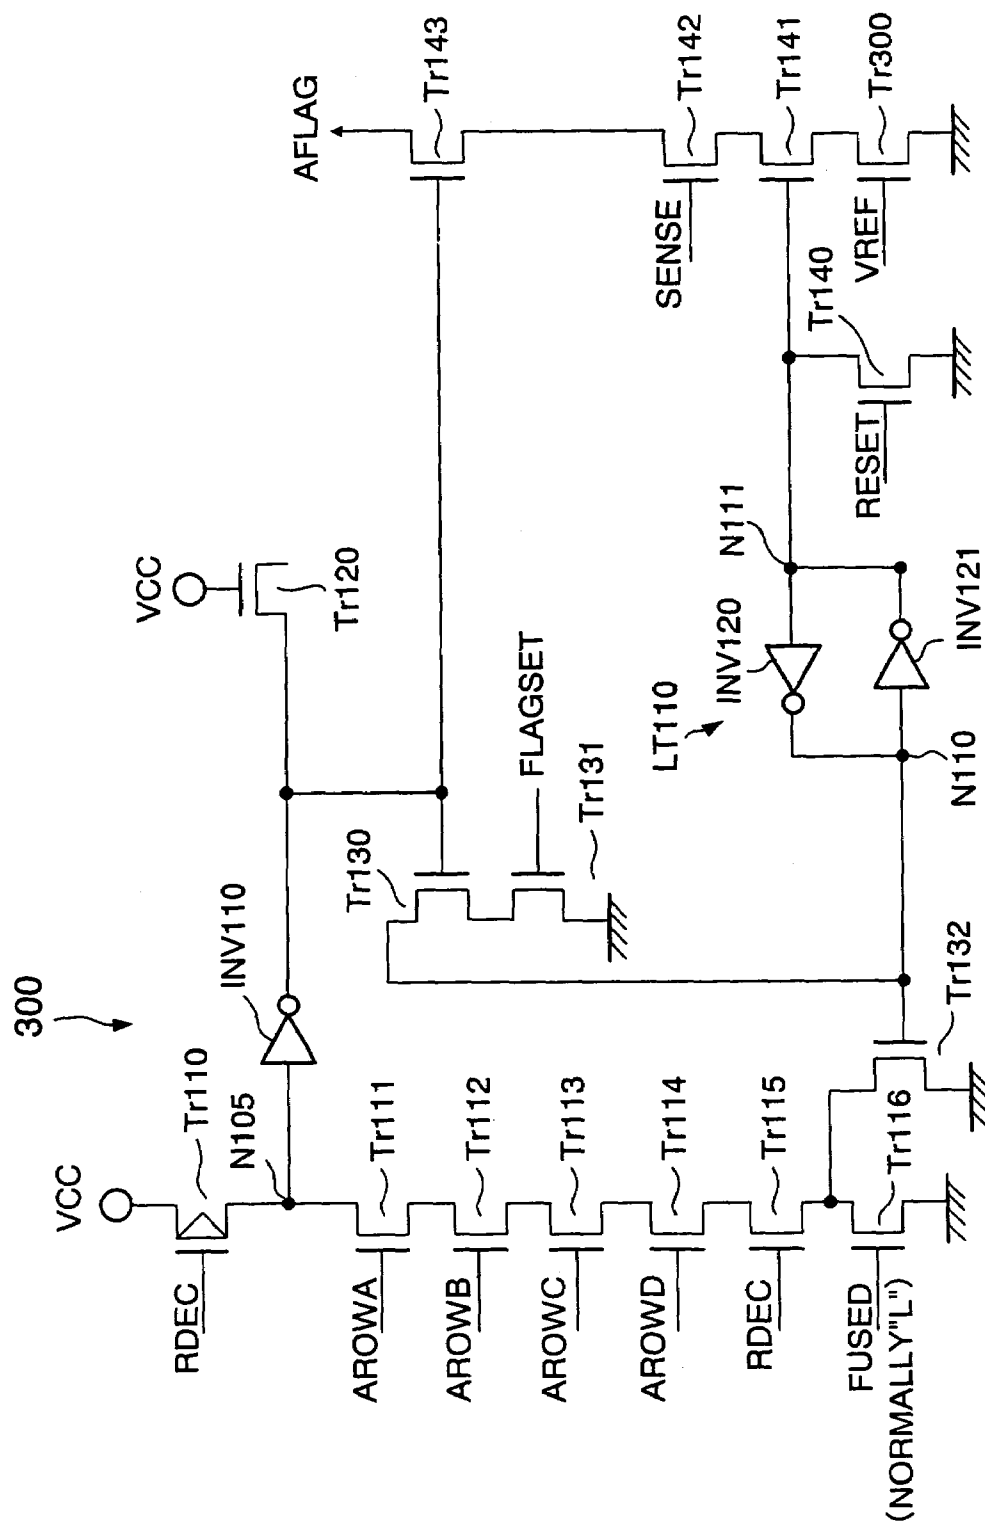 300
VCC
RDEC
Tr110
N105
INV110
VCC
Tr120
AFLAG
Tr143
AROWA
Tr111
AROWB
Tr112
AROWC
Tr113
AROWD
Tr114
RDEC
Tr115
FUSED
(NORMALLY"L")
Tr116
Tr132
Tr130
FLAGSET
Tr131
LT110
INV120
N111
N110
INV121
RESET
Tr140
SENSE
Tr142
Tr141
VREF
Tr300